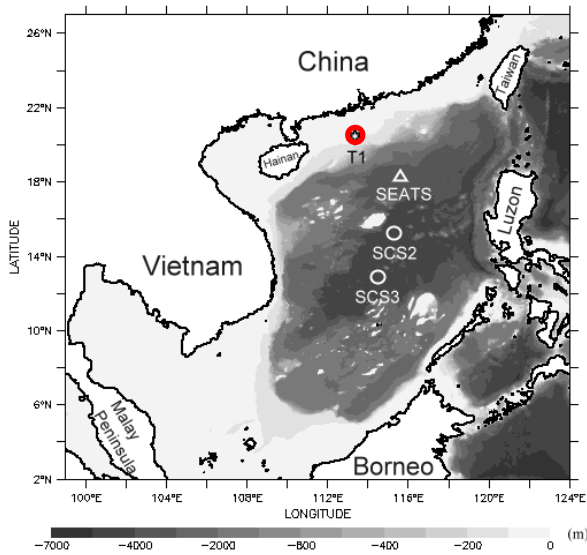 26°N
22°N
18°N
14°N
10°N
6°N
2°N
LATITUDE
China
Taiwan
T1
Hainan
SEATS
Luzon
SCS2
Vietnam
SCS3
Malay
Peninsula
Borneo
100°E 104°E 108°E 112°E 116°E 120°E 124°E
LONGITUDE
(m)
-7000 -4000 -2000 -800 -400 -200 0